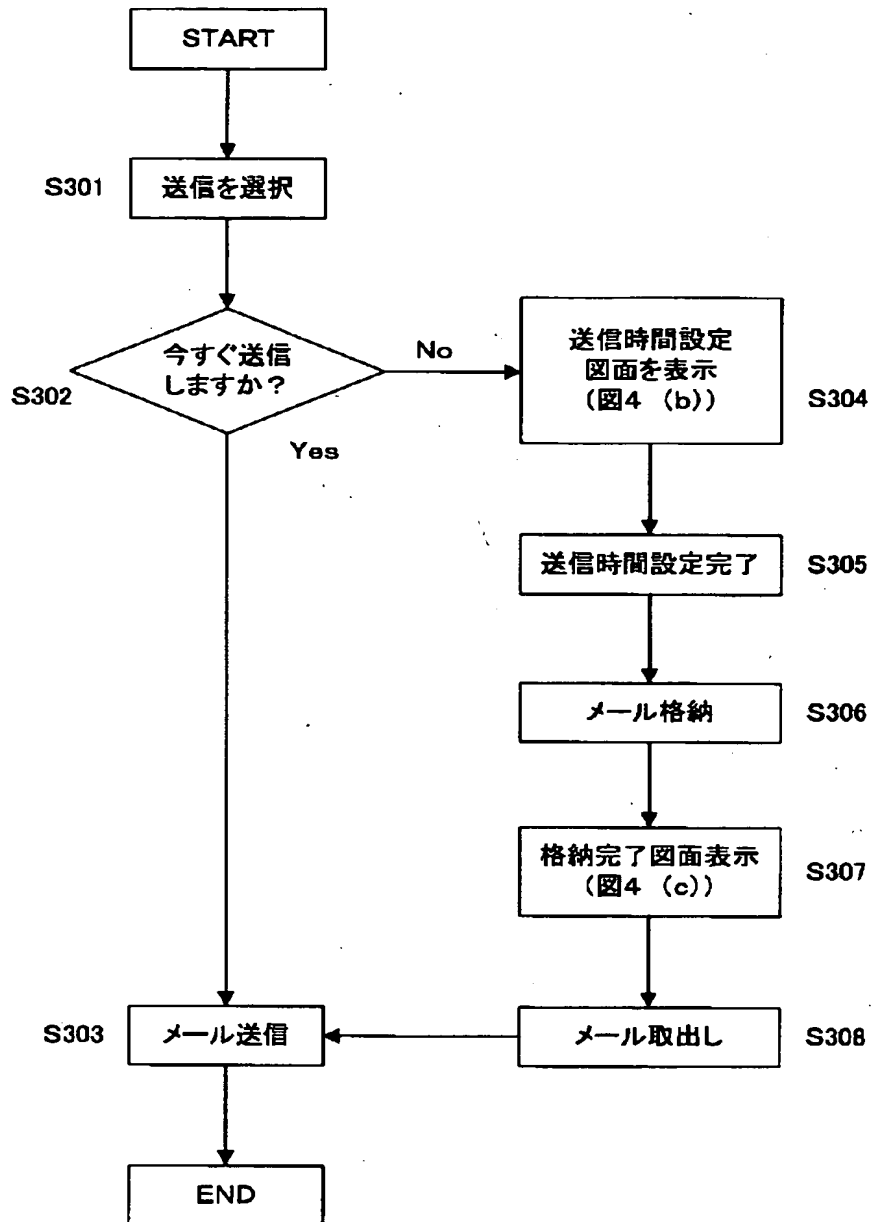 START
S301
送信を選択
S302
今すぐ送信
しますか？
No
Yes
送信時間設定
図面を表示
(図4 (b))
S304
送信時間設定完了
S305
メール格納
S306
格納完了図面表示
(図4 (c))
S307
S303
メール送信
メール取出し
S308
END